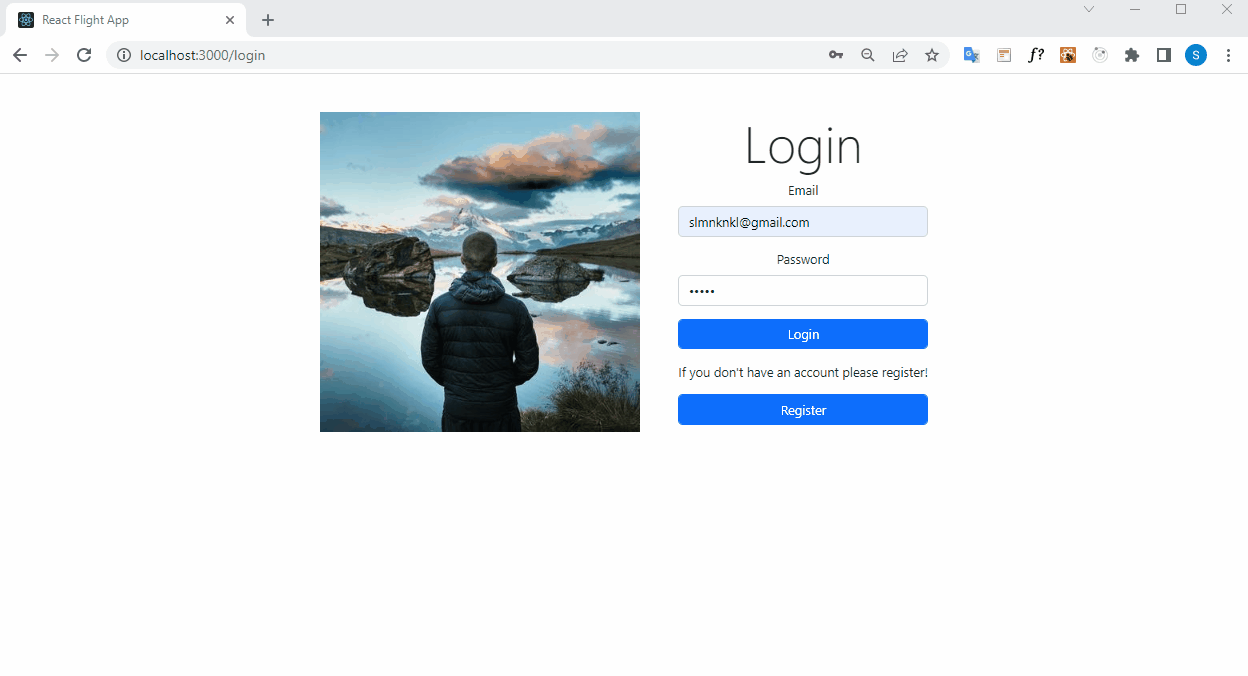 React Flight App
localhost:3000/login
f?
S
Login
Email
slmnknkl@gmail.com
Password
•••••
Login
If you don't have an account please register!
Register